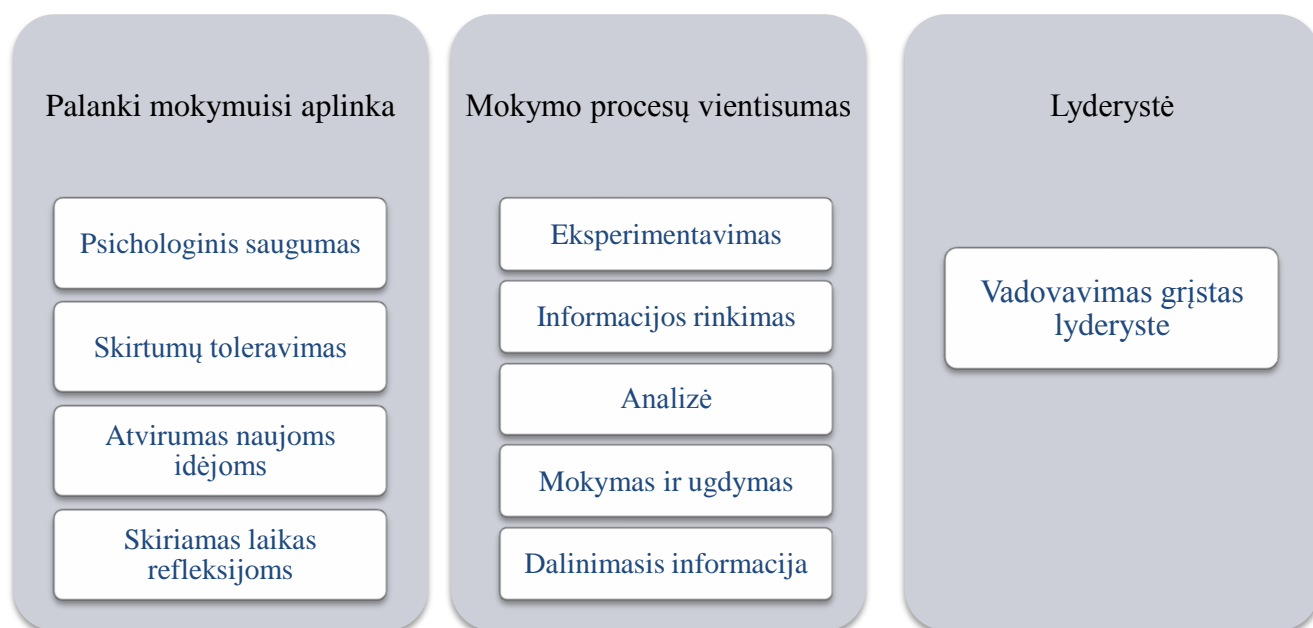 Palanki mokymuisi aplinka
Psichologinis saugumas
Skirtumų toleravimas
Atvirumas naujoms
idėjoms
Skiriamas laikas
refleksijoms
Mokymo procesų vientisumas
Eksperimentavimas
Informacijos rinkimas
Analizė
Mokymas ir ugdymas
Dalinimasis informacija
Lyderystė
Vadovavimas grįstas
lyderyste